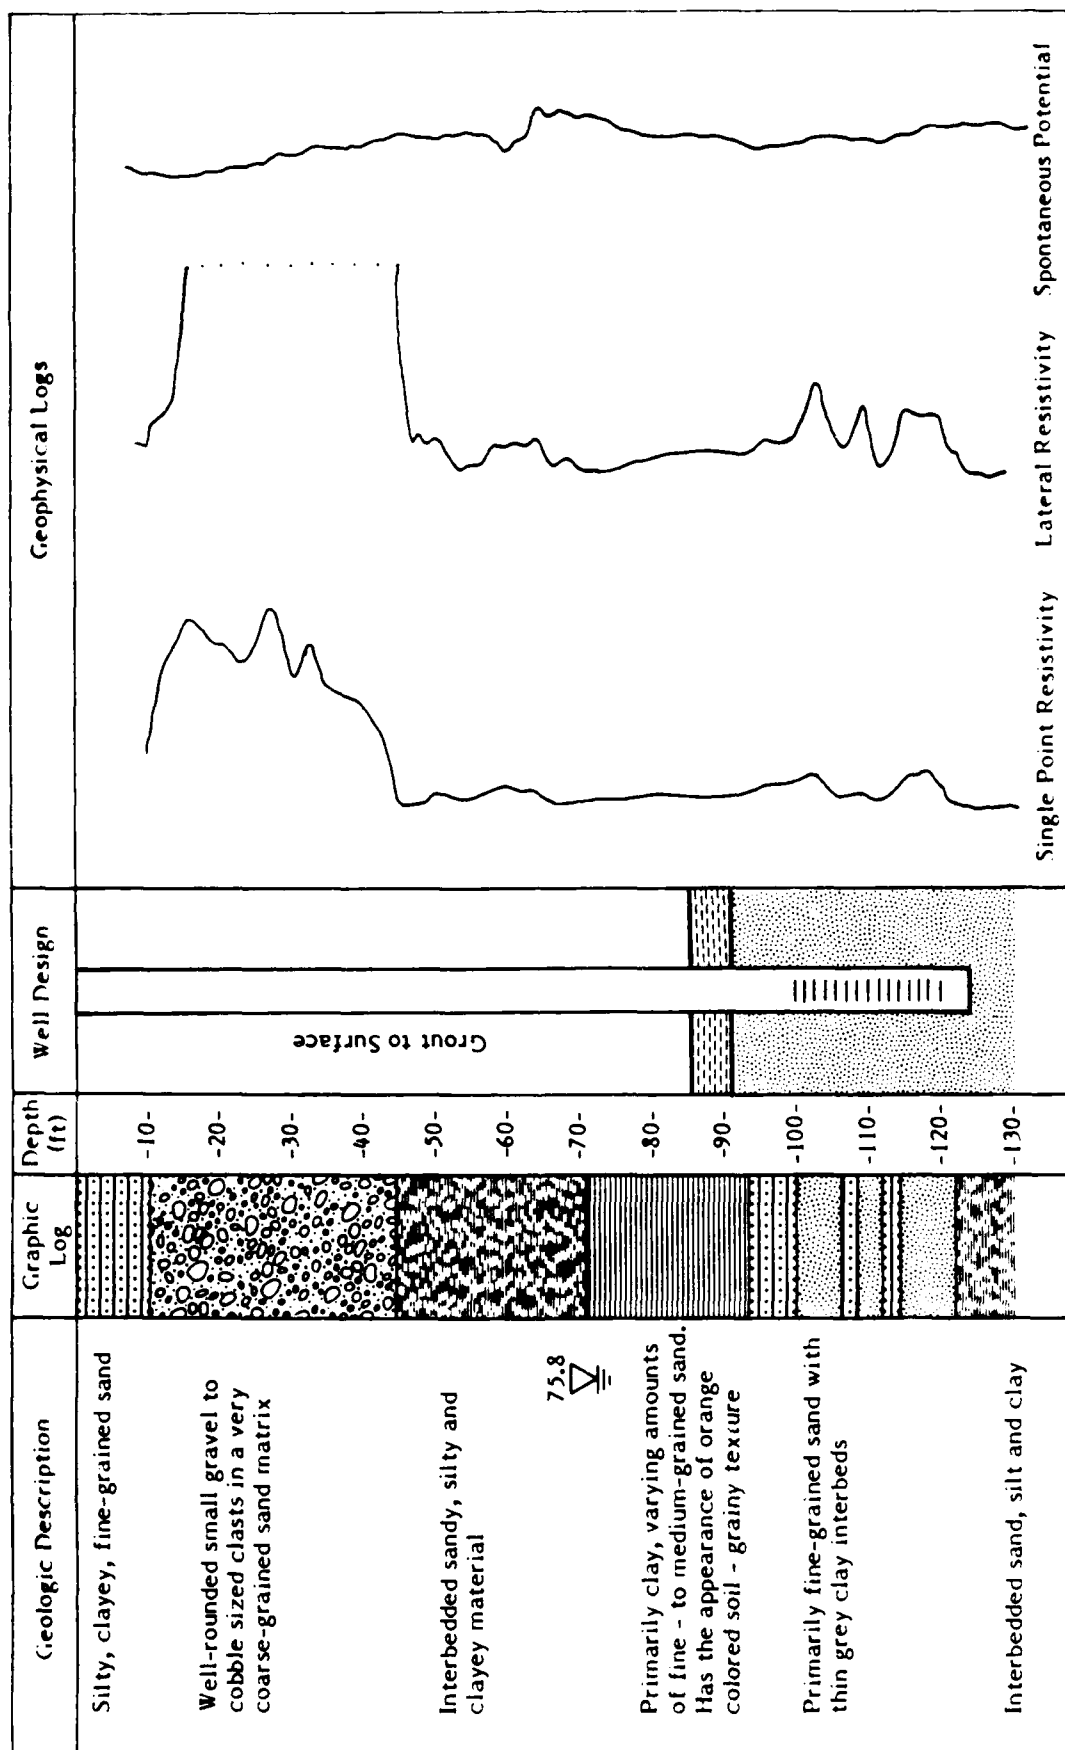 Geologic Description
Graphic
Log
Depth
(ft)
Well Design
Geophysical Logs
Silty, clayey, fine-grained sand
Well-rounded small gravel to
cobble sized clasts in a very
coarse-grained sand matrix
Interbedded sandy, silty and
clayey material
75.8
Primarily clay, varying amounts
of fine - to medium-grained sand.
Has the appearance of orange
colored soil - grainy texture
Primarily fine-grained sand with
thin grey clay interbeds
Interbedded sand, silt and clay
-10-
-20-
-30-
-40-
-50-
-60-
-70-
-80-
-90-
-100-
-110-
-120-
-130-
Grout to Surface
Single Point Resistivity
Lateral Resistivity
Spontaneous Potential